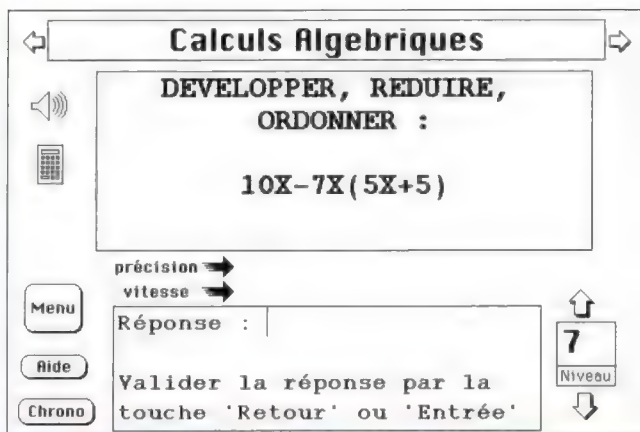 Calculs Algebriques
DEVELOPPER, REDUIRE,
ORDONNER :
10X-7X(5X+5)
précision
vitesse
Menu
Réponse :
7
Niveau
Aide
Valider la réponse par la
Chrono
touche 'Retour' ou 'Entrée'